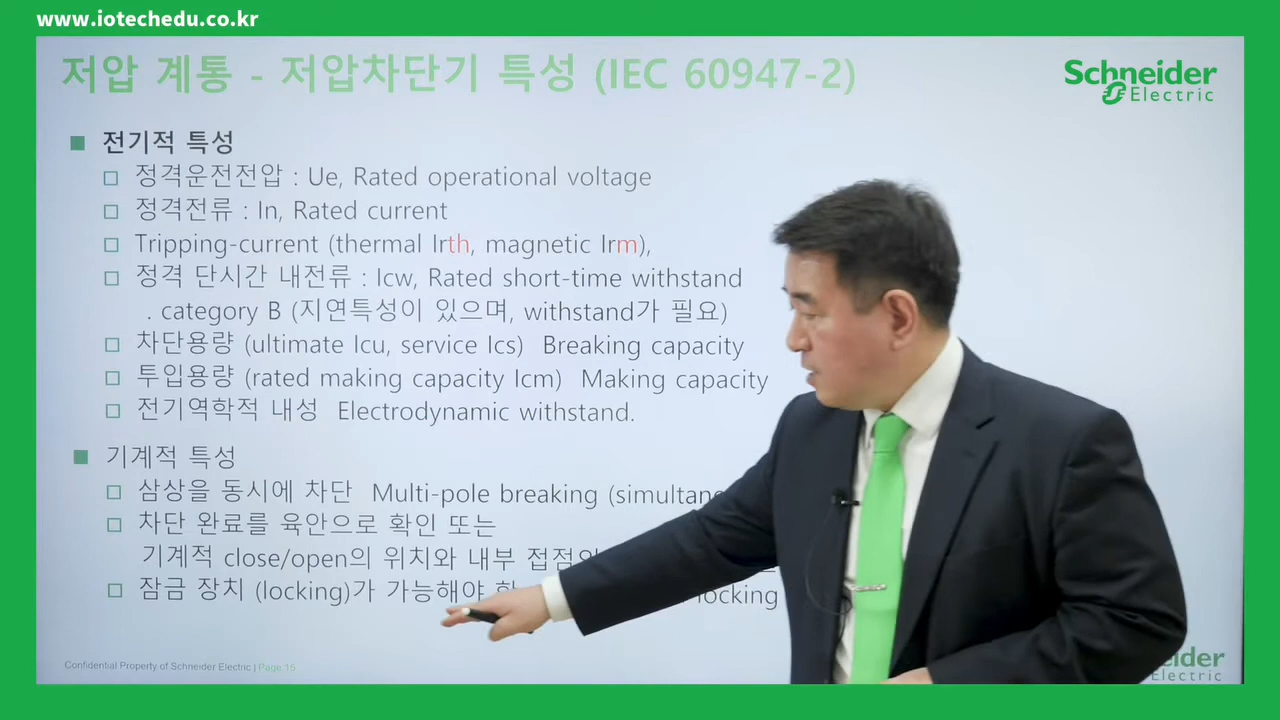 www.iotechedu.co.kr
저압 계통 - 저압차단기 특성 (IEC 60947-2)
Schneider
Electric
전기적 특성
정격운전전압 : Ue, Rated operational voltage
정격전류 : In, Rated current
Tripping-current (thermal Irth, magnetic Irm),
정격 단시간 내전류 : Icw, Rated short-time withstand
. category B (지연특성이 있으며, withstand가 필요)
차단용량 (ultimate Icu, service Ics) Breaking capacity
투입용량 (rated making capacity Icm) Making capacity
전기역학적 내성 Electrodynamic withstand.
기계적 특성
삼상을 동시에 차단 Multi-pole breaking
차단 완료를 육안으로 확인 또는
기계적 close/open의 위치와 내부
잠금 장치 (locking)가 가능해야 locking
Confidential Property of Schneider Electric | Page 16
Electric